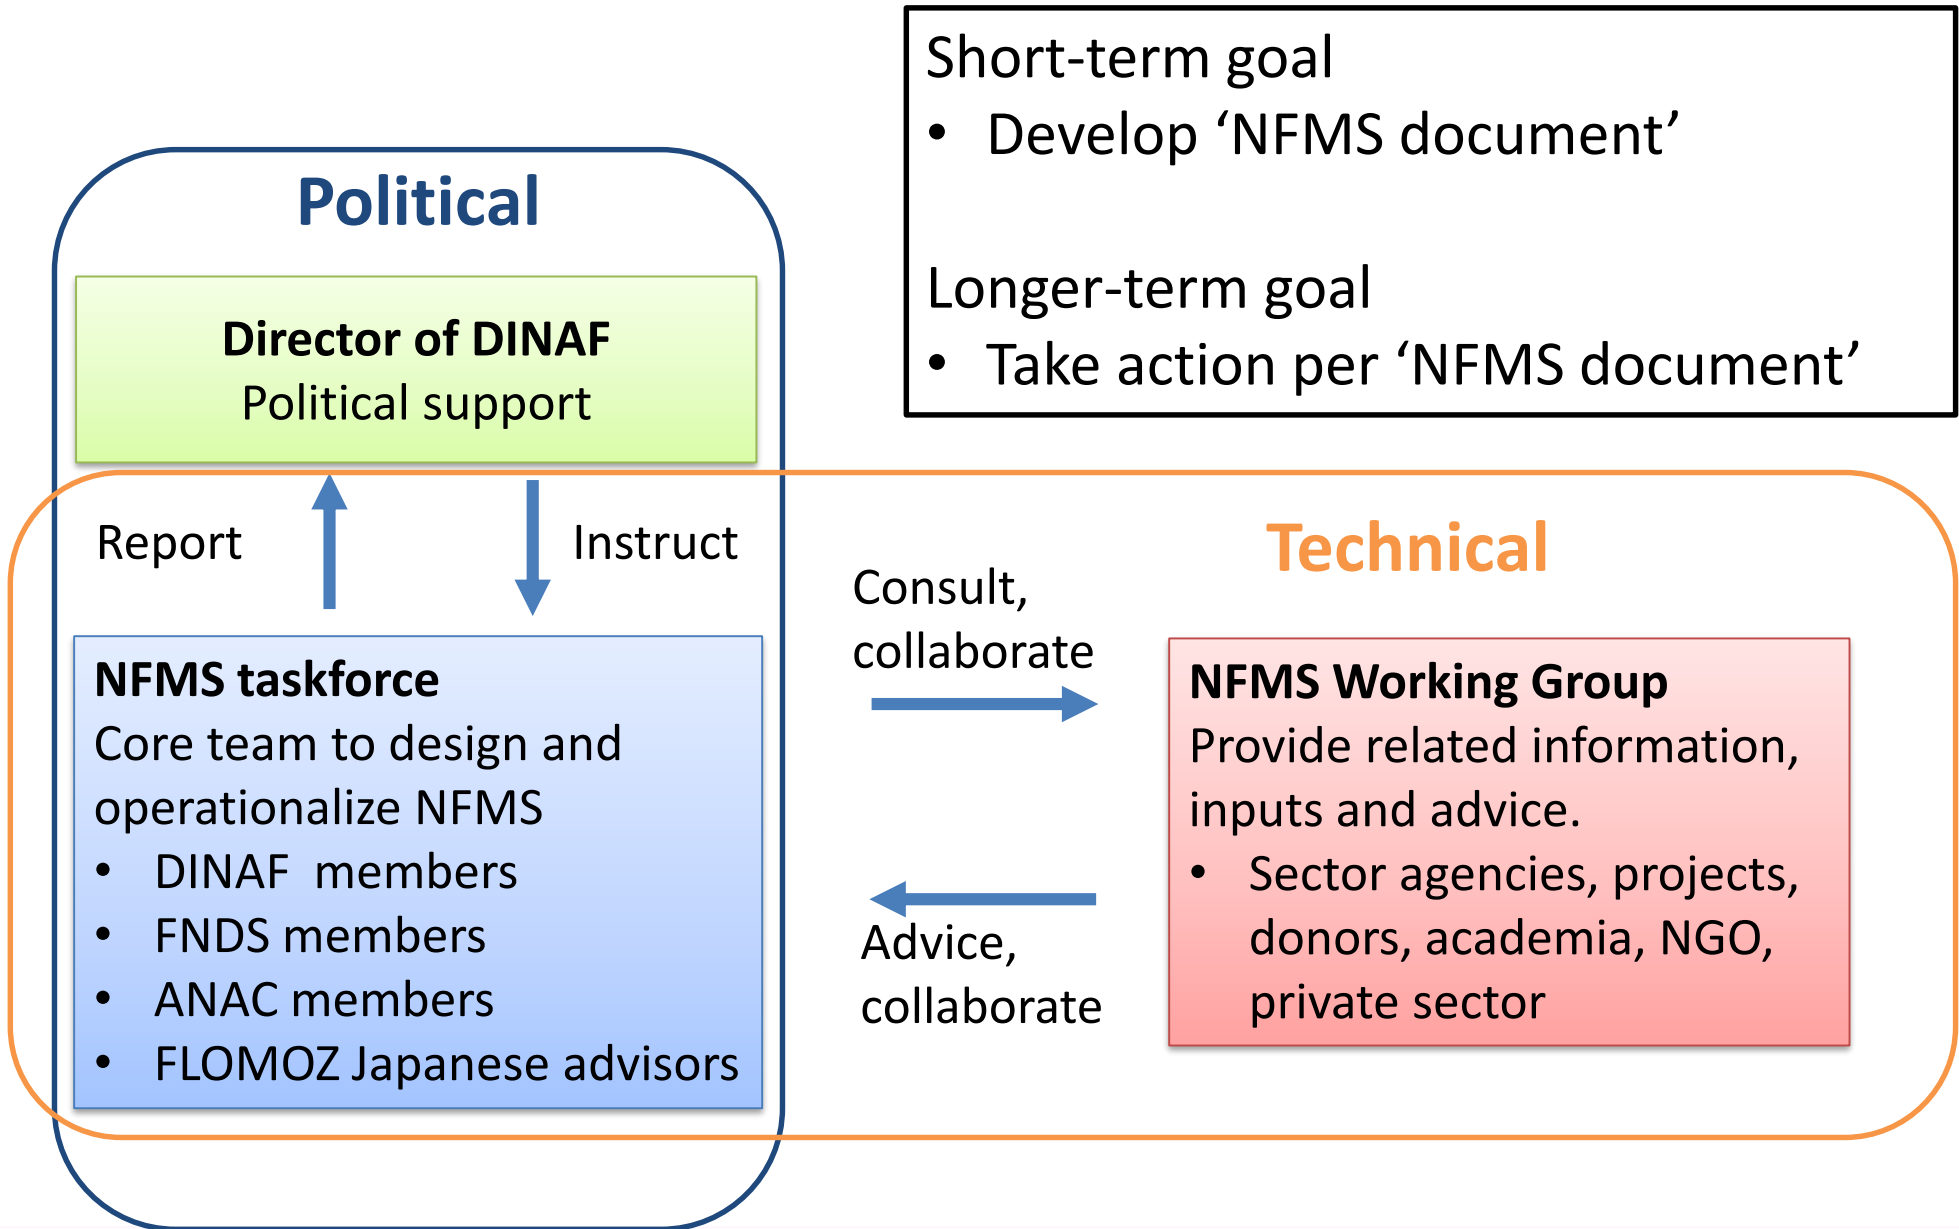 Short-term goal
• Develop ‘NFMS document’
Longer-term goal
• Take action per ‘NFMS document’
Political
Director of DINAF
Political support
Report
Instruct
Technical
Consult,
collaborate
NFMS taskforce
Core team to design and
operationalize NFMS
• DINAF  members
• FNDS members
• ANAC members
• FLOMOZ Japanese advisors
Advice,
collaborate
NFMS Working Group
Provide related information,
inputs and advice.
• Sector agencies, projects,
donors, academia, NGO,
private sector